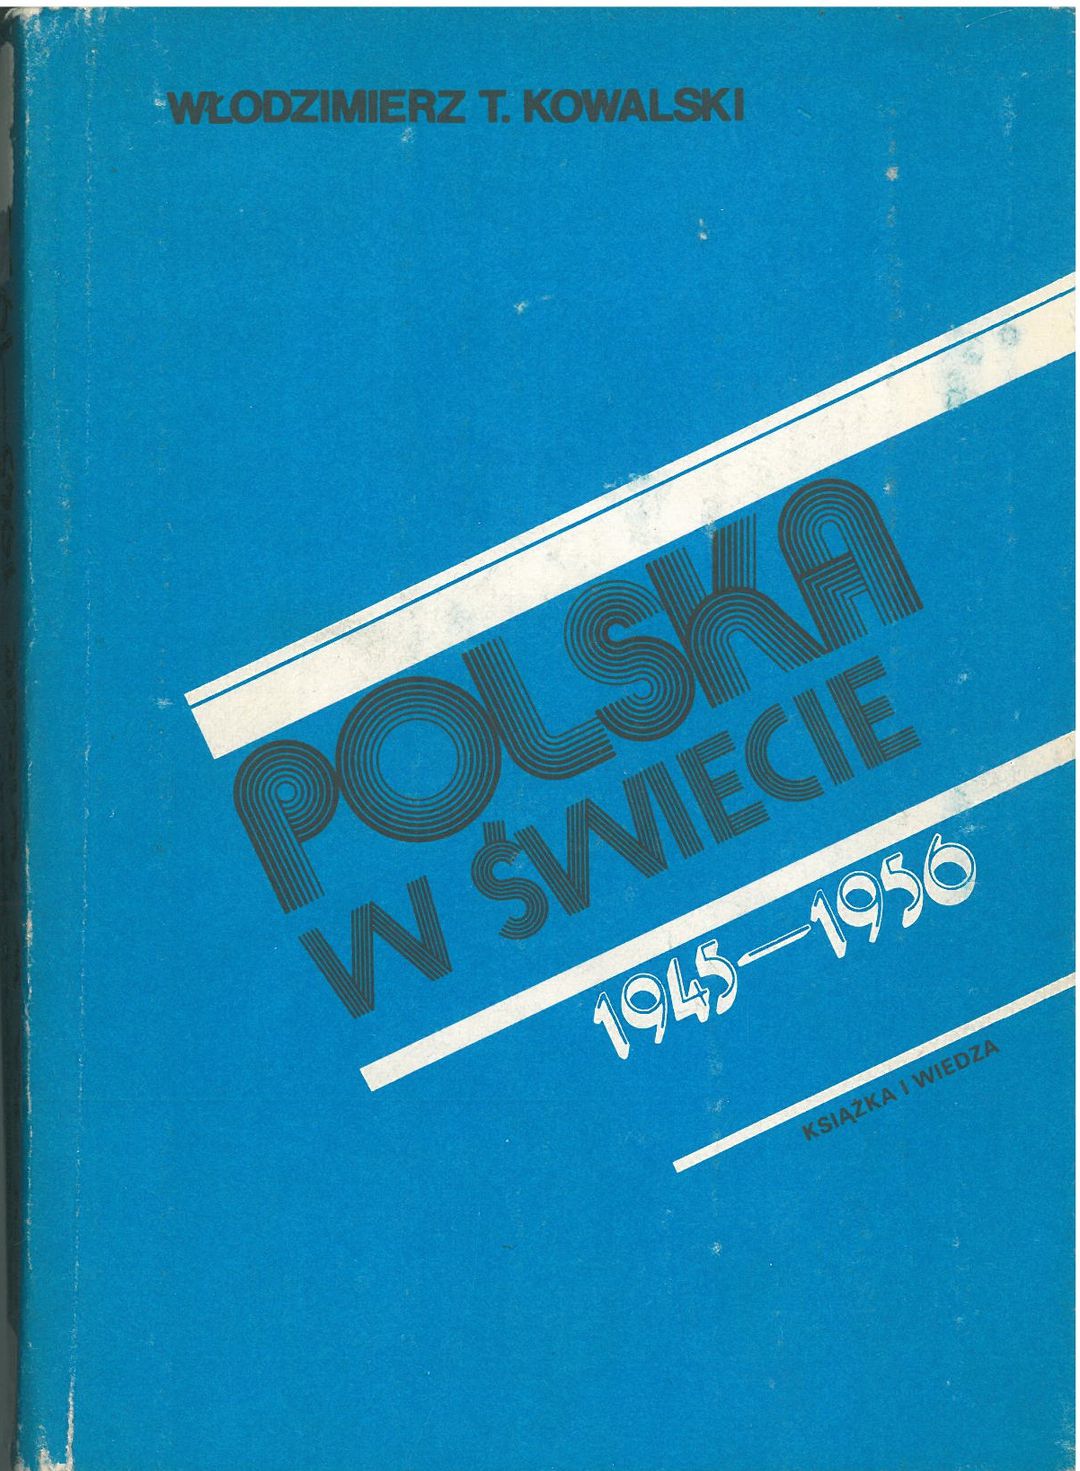 WŁODZIMIERZ T. KOWALSKI
POLSKA
W ŚWIECIE
1945—1956
KSIĄŻKA I WIEDZA